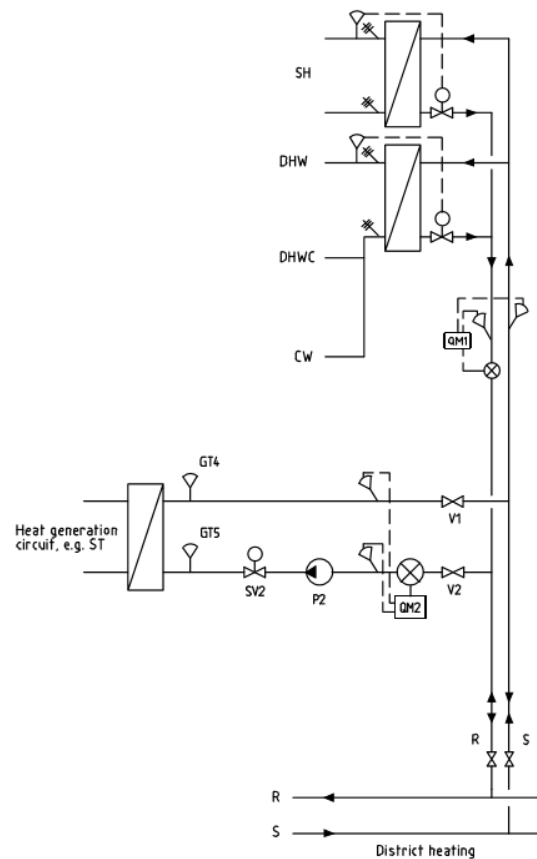 SH
DHW
DHWC
CW
QM1
GT4
V1
Heat generation
circuit, e.g. ST
GT5
SV2
P2
QM2
V2
R
S
R
S
District heating